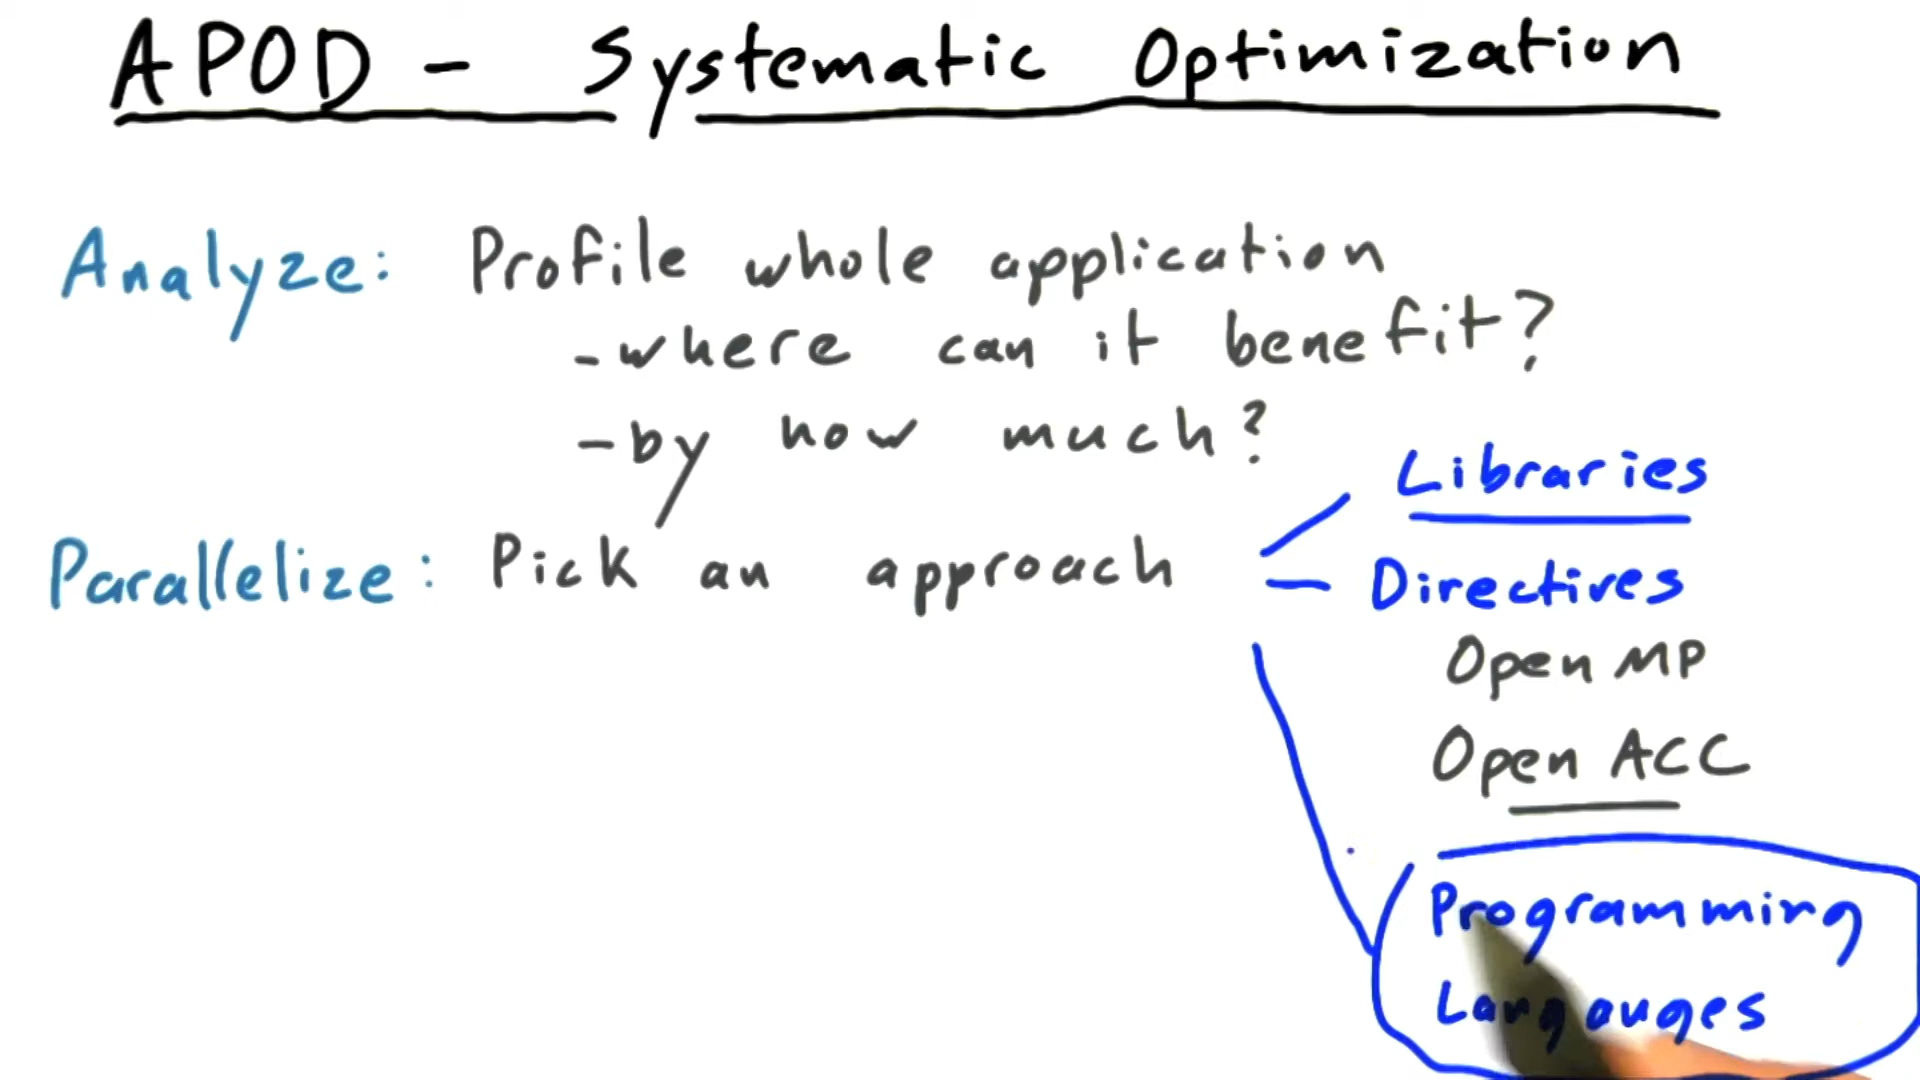 APOD - Systematic Optimization
Analyze: Profile whole application
- where can it benefit?
- by how much?
Parallelize: Pick an approach
Libraries
Directives
Open MP
Open ACC
Programming
Langauges